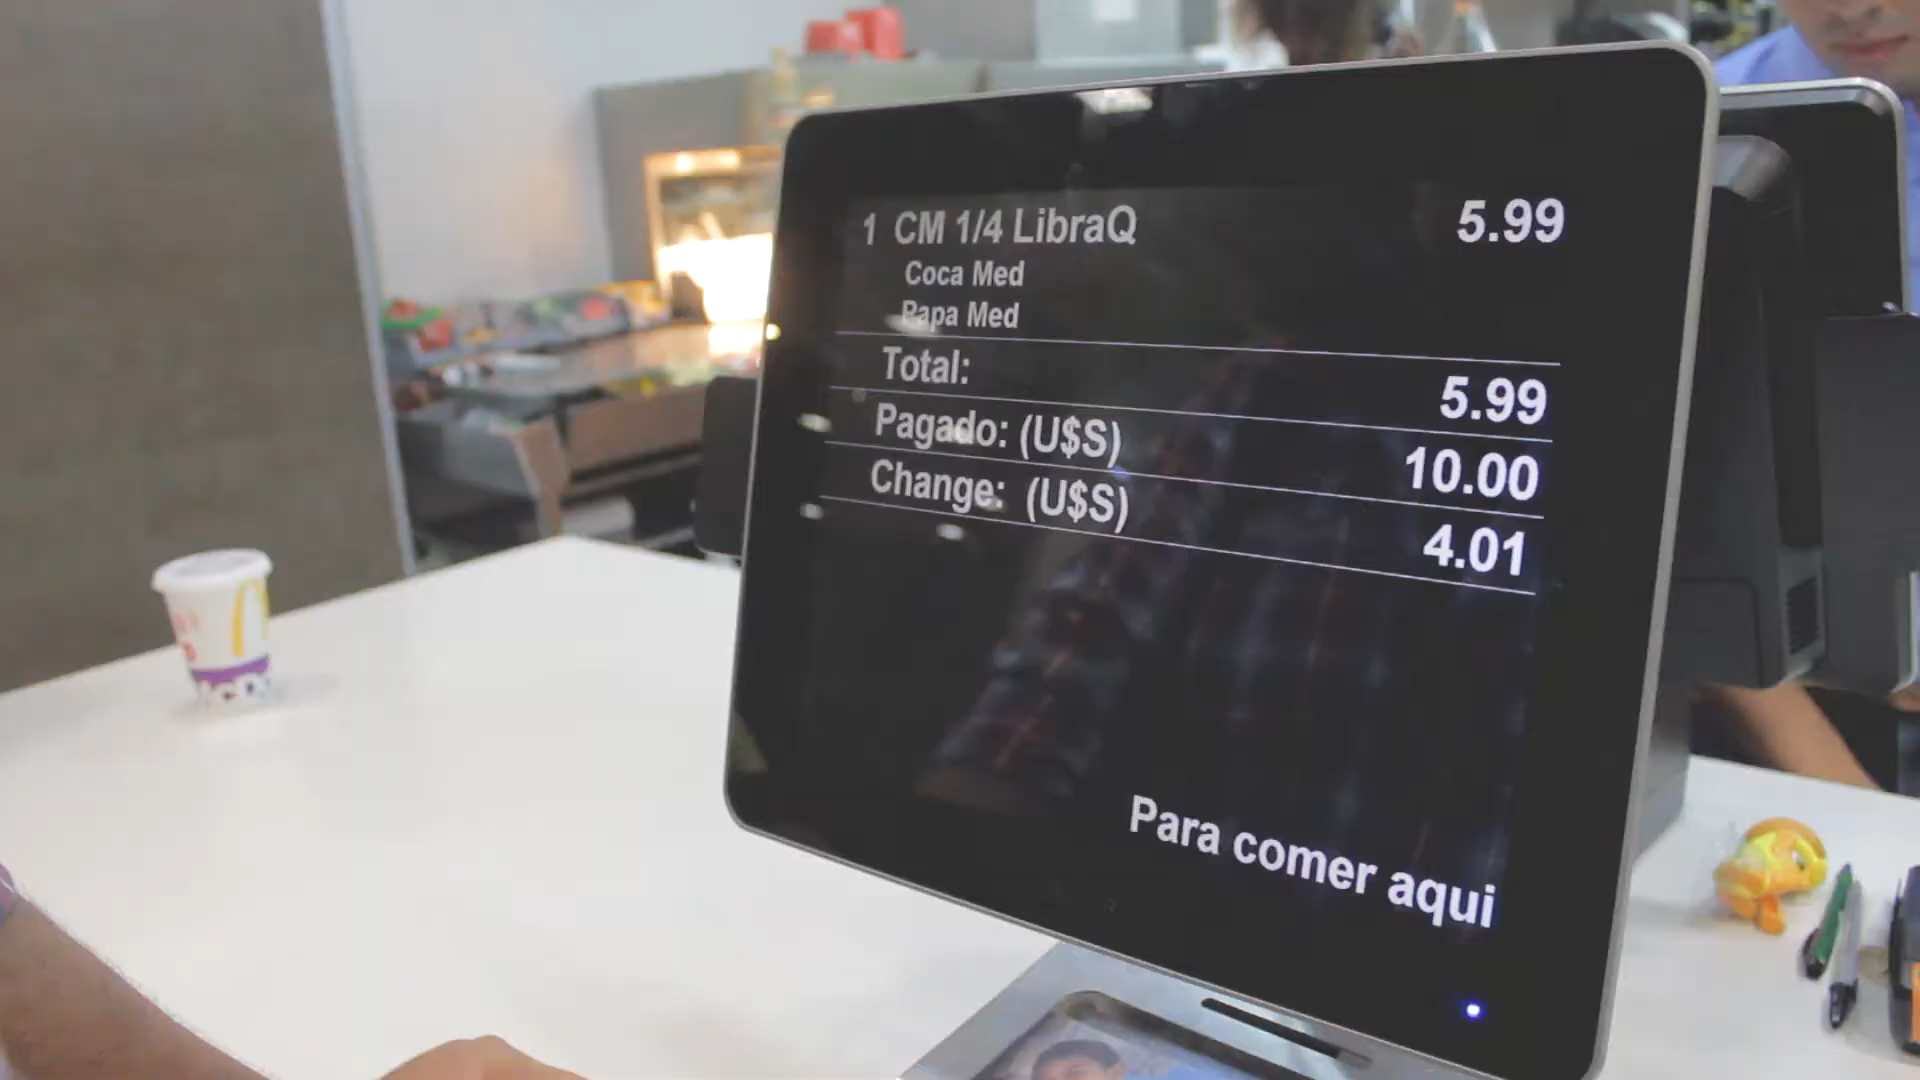 1 CM 1/4 LibraQ 5.99
Coca Med
Papa Med
Total: 5.99
Pagado: (U$S) 10.00
Change: (U$S) 4.01
Para comer aqui